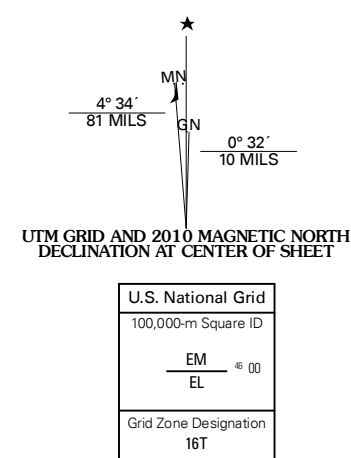 ★
MN
4° 34´
81 MILS
GN
0° 32´
10 MILS
UTM GRID AND 2010 MAGNETIC NORTH
DECLINATION AT CENTER OF SHEET
U.S. National Grid
100,000-m Square ID
EM
46 00
EL
Grid Zone Designation
16T